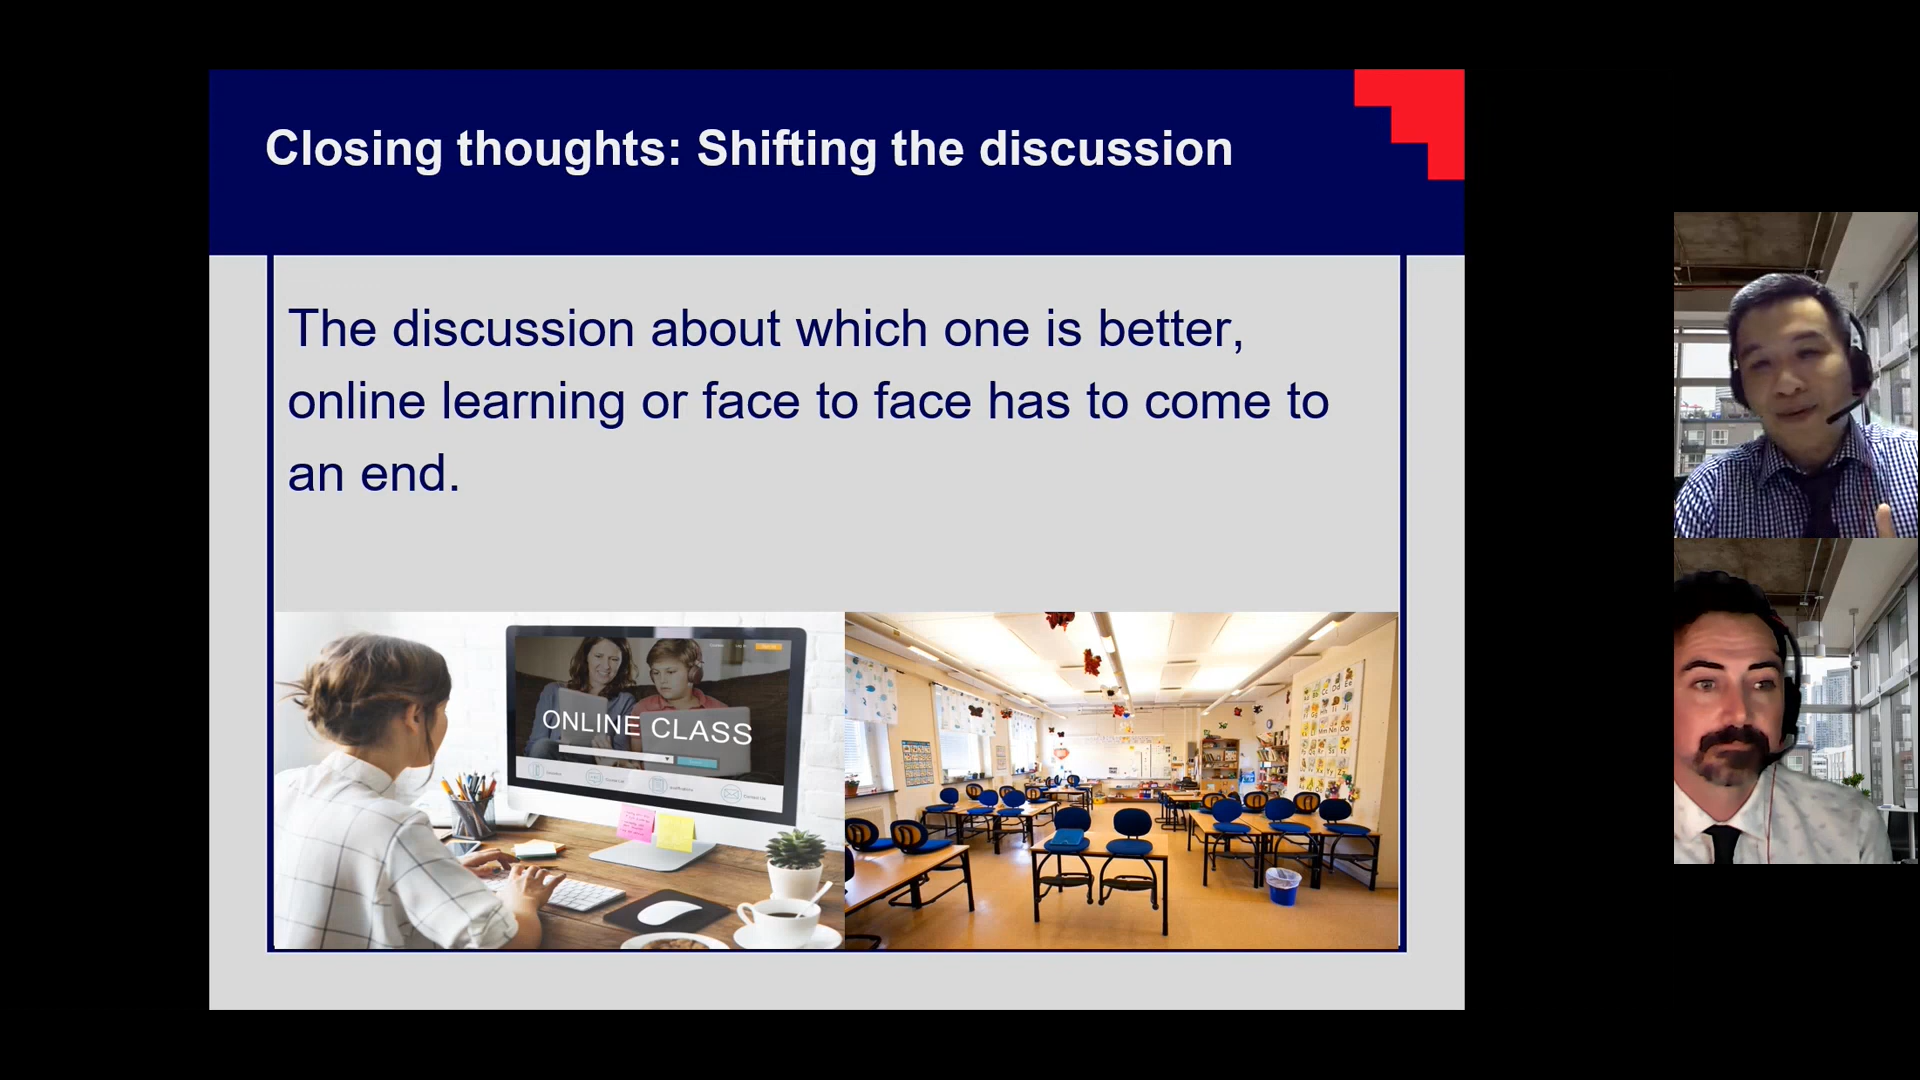 Closing thoughts: Shifting the discussion
The discussion about which one is better,
online learning or face to face has to come to
an end.
ONLINE CLASS